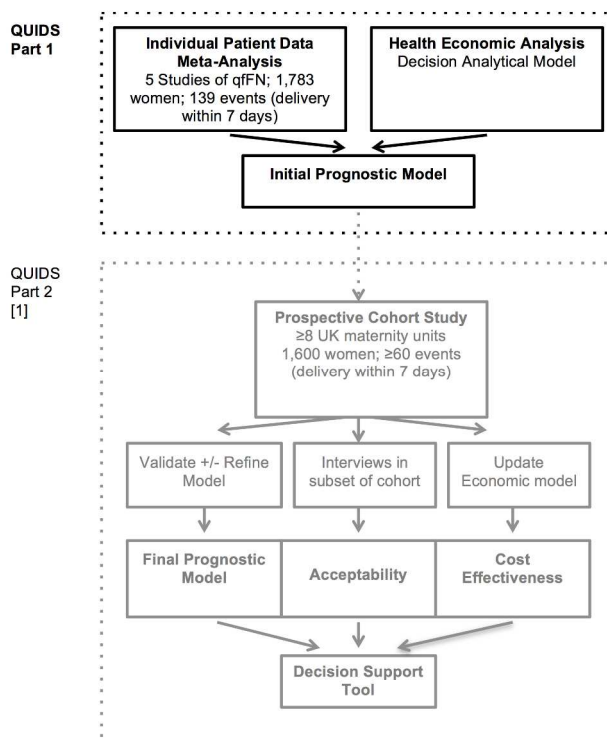 QUIDS
Part 1
Individual Patient Data
Meta-Analysis
5 Studies of qfFN; 1,783
women; 139 events (delivery
within 7 days)
Health Economic Analysis
Decision Analytical Model
Initial Prognostic Model
QUIDS
Part 2
[1]
Prospective Cohort Study
≥8 UK maternity units
1,600 women; ≥60 events
(delivery within 7 days)
Validate +/- Refine
Model
Interviews in
subset of cohort
Update
Economic model
Final Prognostic
Model
Acceptability
Cost
Effectiveness
Decision Support
Tool